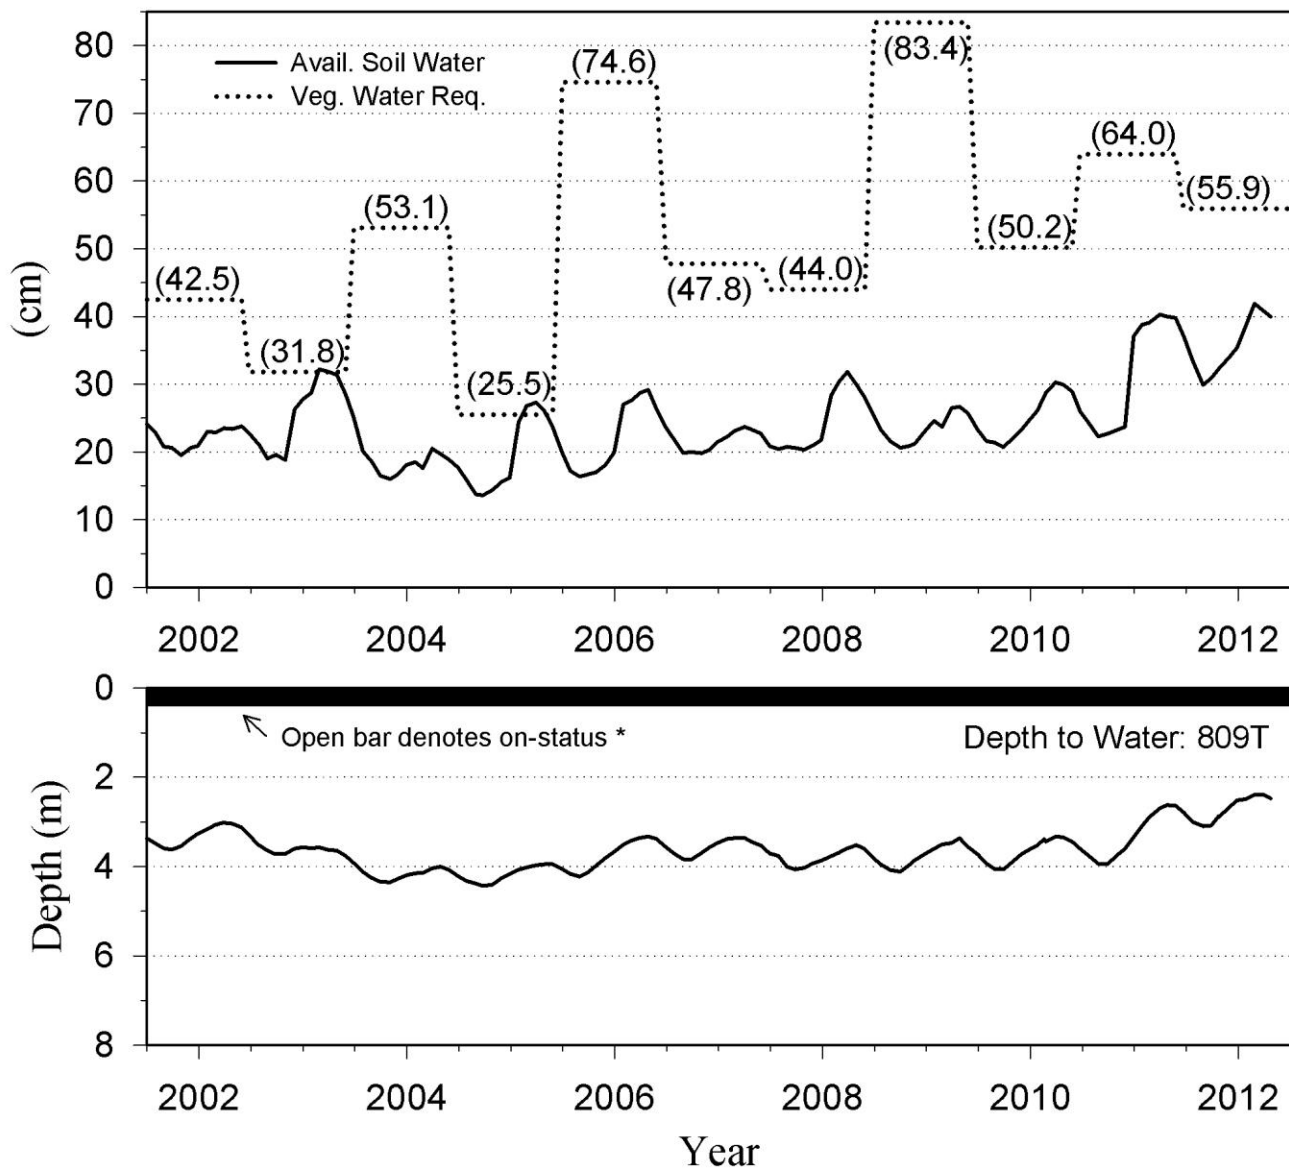 80
70
60
50
40
30
20
10
0
(cm)
Avail. Soil Water
Veg. Water Req.
(42.5)
(31.8)
(53.1)
(25.5)
(74.6)
(47.8)
(44.0)
(83.4)
(50.2)
(64.0)
(55.9)
2002 2004 2006 2008 2010 2012
0
2
4
6
8
Depth (m)
Open bar denotes on-status *
Depth to Water: 809T
2002 2004 2006 2008 2010 2012
Year